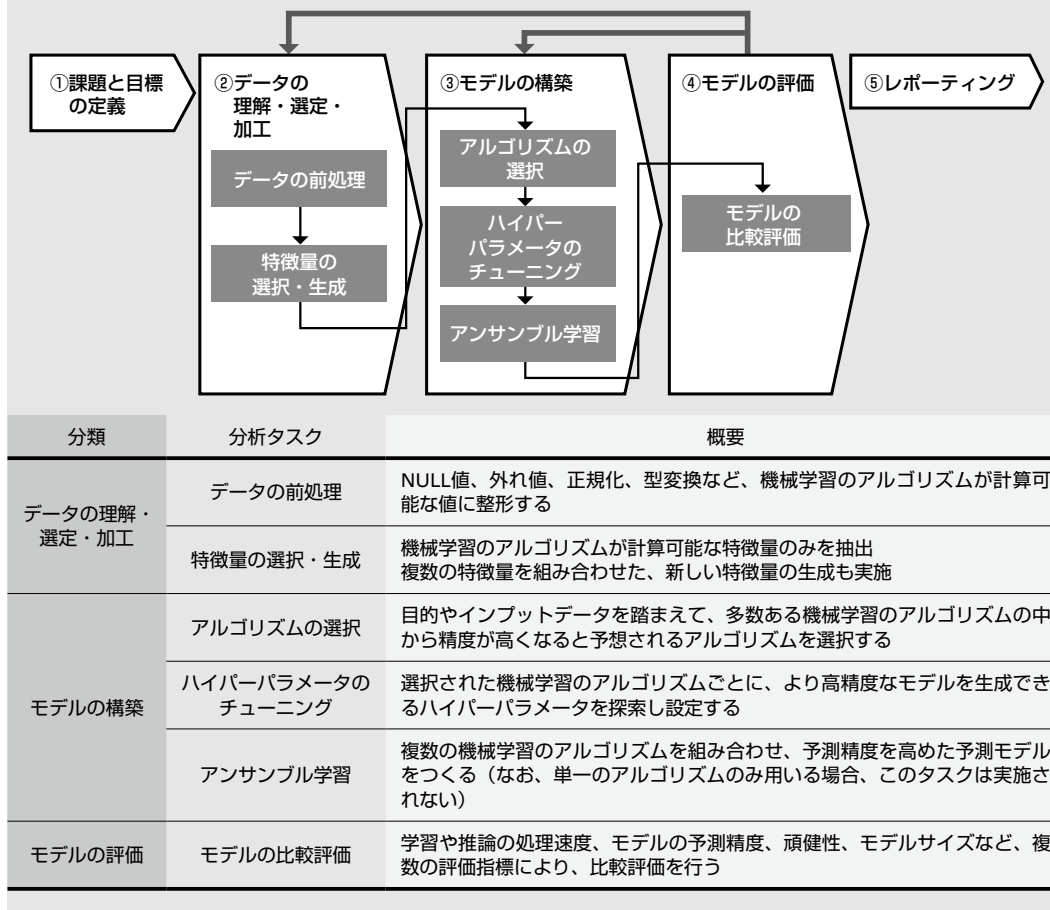 ①課題と目標
の定義
②データの
理解・選定・
加工
データの前処理
特徴量の
選択・生成
③モデルの構築
アルゴリズムの
選択
ハイパー
パラメータの
チューニング
アンサンブル学習
④モデルの評価
モデルの
比較評価
⑤レポーティング
分類 分析タスク 概要
データの理解・
選定・加工
データの前処理
NULL値、外れ値、正規化、型変換など、機械学習のアルゴリズムが計算可
能な値に整形する
特徴量の選択・生成
機械学習のアルゴリズムが計算可能な特徴量のみを抽出
複数の特徴量を組み合わせた、新しい特徴量の生成も実施
モデルの構築
アルゴリズムの選択
目的やインプットデータを踏まえて、多数ある機械学習のアルゴリズムの中
から精度が高くなると予想されるアルゴリズムを選択する
ハイパーパラメータの
チューニング
選択された機械学習のアルゴリズムごとに、より高精度なモデルを生成でき
るハイパーパラメータを探索し設定する
アンサンブル学習
複数の機械学習のアルゴリズムを組み合わせ、予測精度を高めた予測モデル
をつくる（なお、単一のアルゴリズムのみ用いる場合、このタスクは実施さ
れない）
モデルの評価
モデルの比較評価
学習や推論の処理速度、モデルの予測精度、頑健性、モデルサイズなど、複
数の評価指標により、比較評価を行う